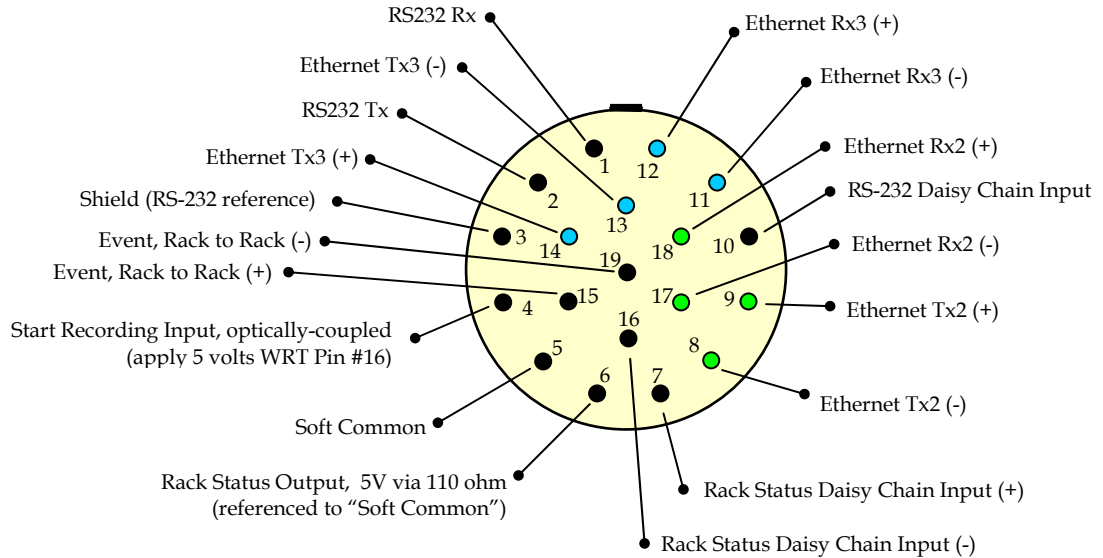 RS232 Rx
Ethernet Rx3 (+)
Ethernet Tx3 (-)
Ethernet Rx3 (-)
RS232 Tx
Ethernet Tx3 (+)
Ethernet Rx2 (+)
Shield (RS-232 reference)
RS-232 Daisy Chain Input
Event, Rack to Rack (-)
Ethernet Rx2 (-)
Event, Rack to Rack (+)
Ethernet Tx2 (+)
Start Recording Input, optically-coupled
(apply 5 volts WRT Pin #16)
Ethernet Tx2 (-)
Soft Common
Rack Status Output, 5V via 110 ohm
(referenced to “Soft Common”)
Rack Status Daisy Chain Input (+)
Rack Status Daisy Chain Input (-)
1
12
2
11
13
3
14
18
10
19
15
17
9
4
16
5
8
6
7